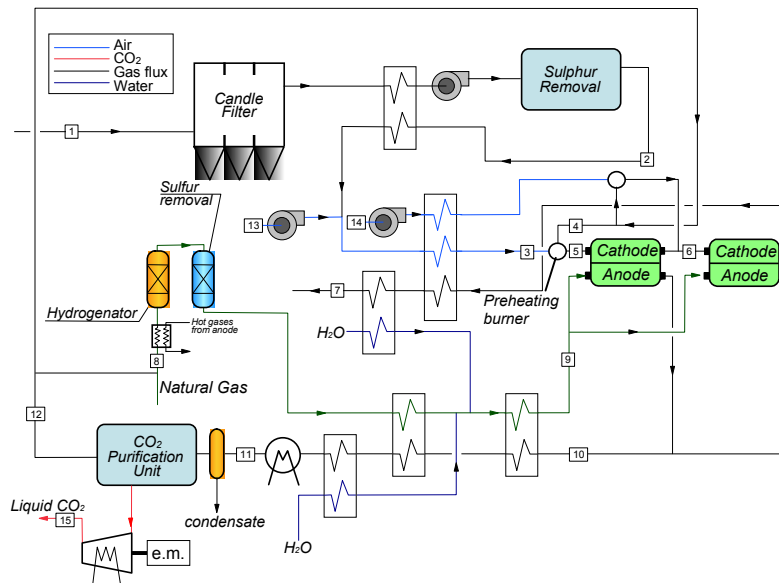 Air
CO₂
Gas flux
Water
Candle
Filter
Sulphur
Removal
1
2
Sulfur
removal
13
14
4
3
5
6
Cathode
Anode
Cathode
Anode
7
Preheating
burner
Hydrogenator
Hot gases
from anode
H₂O
8
9
Natural Gas
12
CO₂
Purification
Unit
11
10
Liquid CO₂
15
condensate
H₂O
e.m.